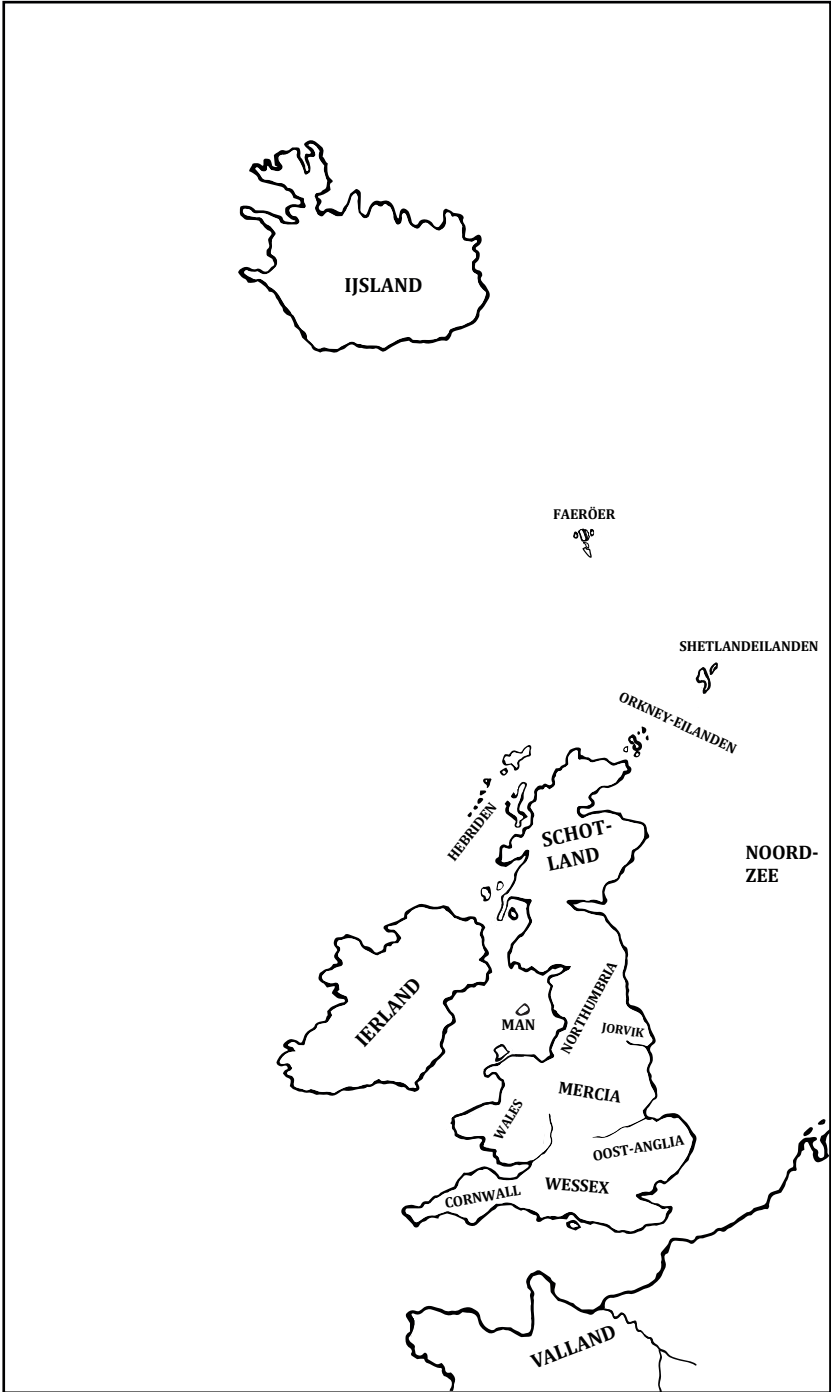 IJSLAND
FAERÖER
SHETLANDEILANDEN
ORKNEY-EILANDEN
HEBRIDEN
SCHOT-
LAND
NOORD-
ZEE
IERLAND
NORTHUMBRIA
MAN
JORVIK
MERCIA
WALES
OOST-ANGLIA
CORNWALL
WESSEX
VALLAND